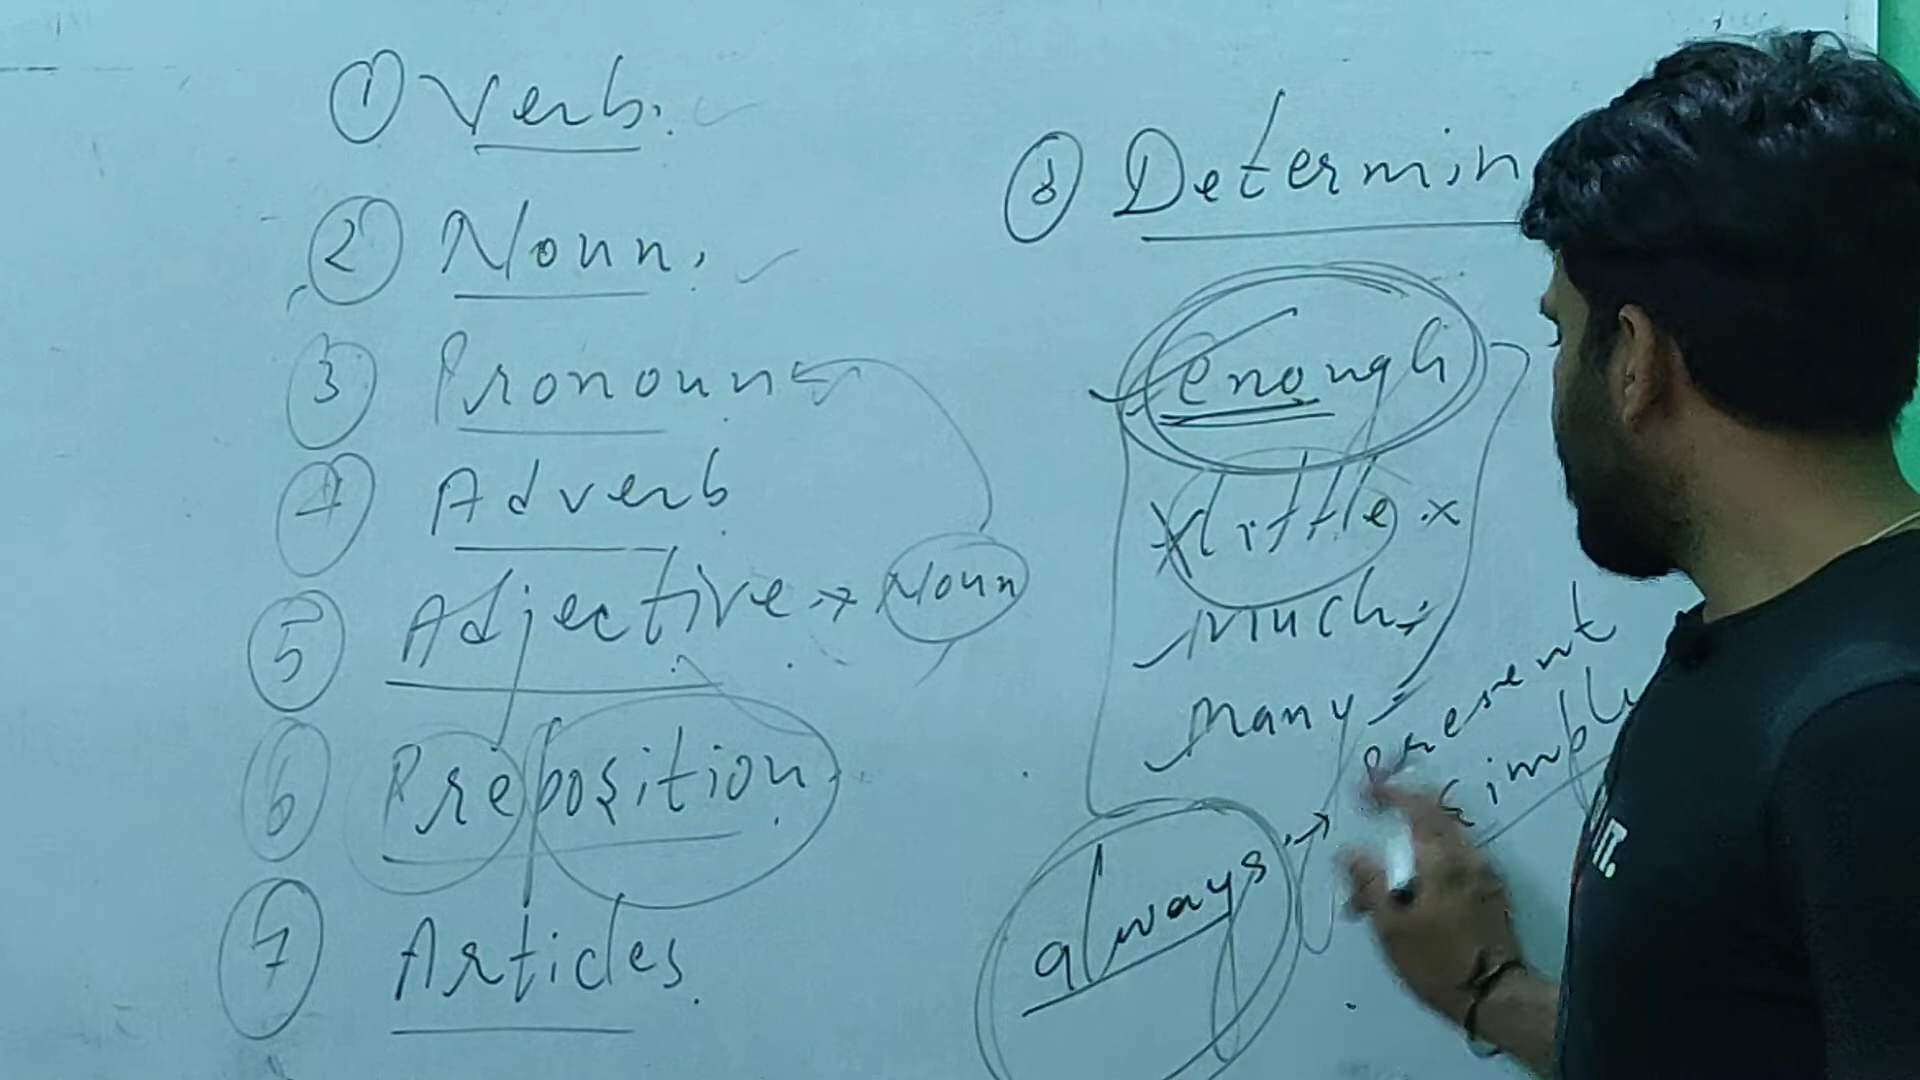 ① Verb.
② Noun.
③ Pronoun
④ Adverb
⑤ Adjective → Noun
⑥ Preposition.
⑦ Articles.
⑧ Determin
enough
x little x
Much
Many
always →
present
simple